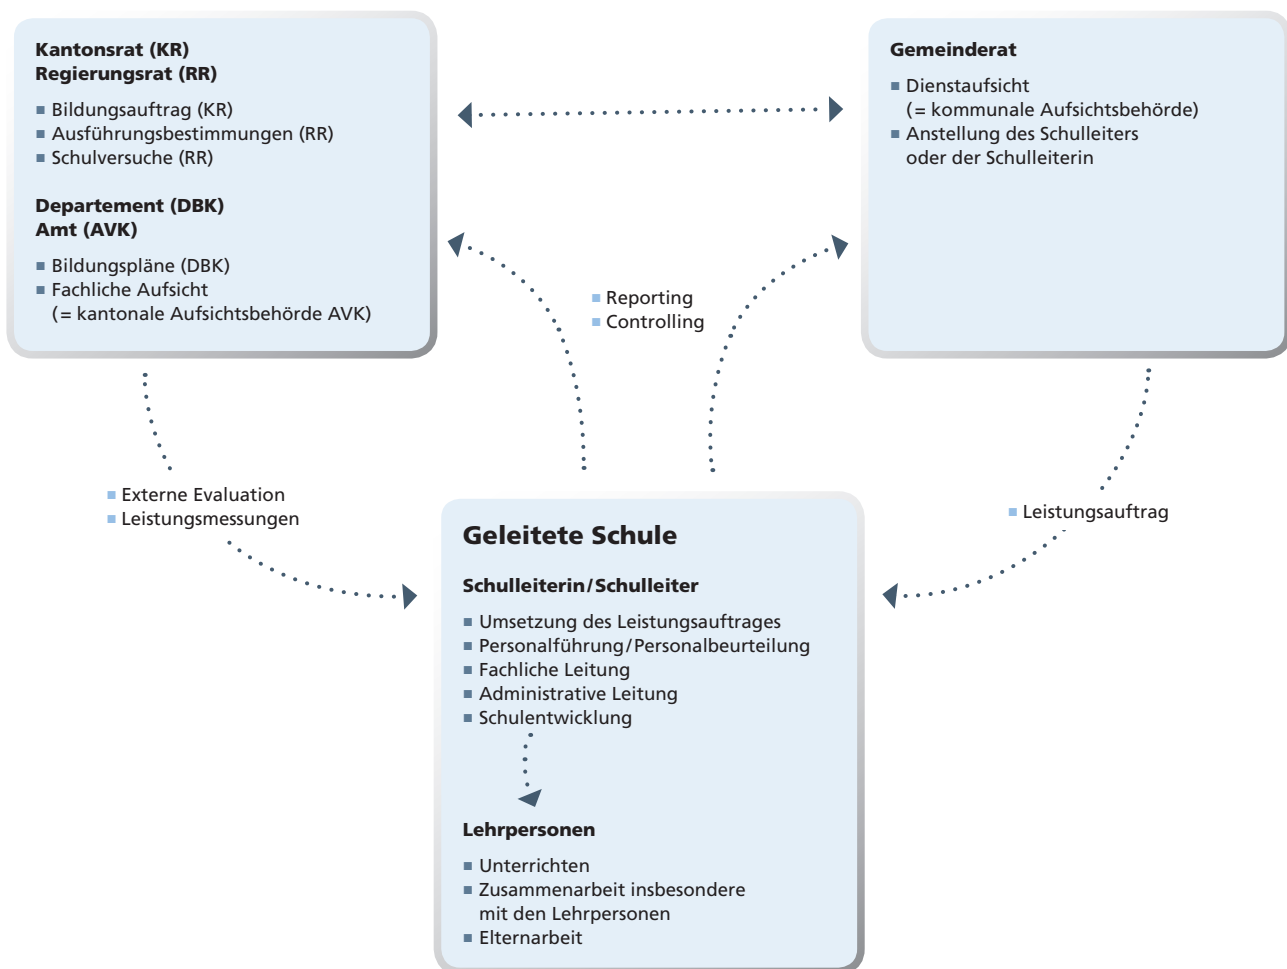 Kantonsrat (KR)
Regierungsrat (RR)
Bildungsauftrag (KR)
Ausführungsbestimmungen (RR)
Schulversuche (RR)
Departement (DBK)
Amt (AVK)
Bildungspläne (DBK)
Fachliche Aufsicht
(= kantonale Aufsichtsbehörde AVK)
Gemeinderat
Dienstaufsicht
(= kommunale Aufsichtsbehörde)
Anstellung des Schulleiters
oder der Schulleiterin
Reporting
Controlling
Externe Evaluation
Leistungsmessungen
Leistungsauftrag
Geleitete Schule
Schulleiterin/Schulleiter
Umsetzung des Leistungsauftrages
Personalführung/Personalbeurteilung
Fachliche Leitung
Administrative Leitung
Schulentwicklung
Lehrpersonen
Unterrichten
Zusammenarbeit insbesondere
mit den Lehrpersonen
Elternarbeit